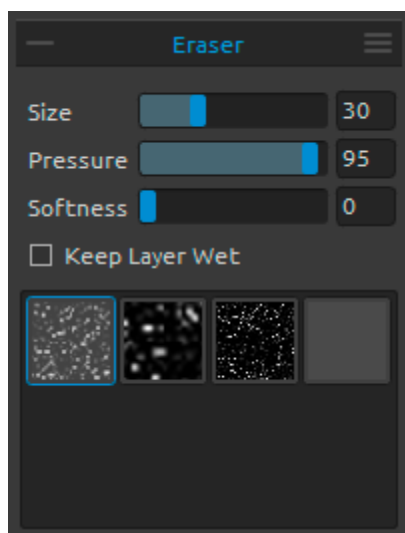 Eraser
Size 30
Pressure 95
Softness 0
Keep Layer Wet